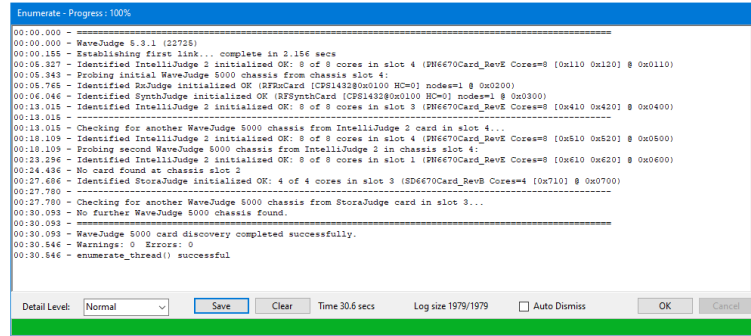 Enumerate - Progress : 100%
00:00.000 - ================================================================================
00:00.000 - WaveJudge 5.3.1 (22725)
00:00.155 - Establishing first link... complete in 2.156 secs
00:05.327 - Identified IntelliJudge 2 initialized OK: 8 of 8 cores in slot 4 (PN6670Card_RevE Cores=8 [0x110 0x120] @ 0x0110)
00:05.343 - Probing initial WaveJudge 5000 chassis from chassis slot 4:
00:05.765 - Identified RxJudge initialized OK (RFRxCard [CPS1432@0x0100 HC=0] nodes=1 @ 0x0200)
00:06.046 - Identified SynthJudge initialized OK (RFSynthCard [CPS1432@0x0100 HC=0] nodes=1 @ 0x0300)
00:13.015 - Identified IntelliJudge 2 initialized OK: 8 of 8 cores in slot 3 (PN6670Card_RevE Cores=8 [0x410 0x420] @ 0x0400)
00:13.015 - --------------------------------------------------------------------------------
00:13.015 - Checking for another WaveJudge 5000 chassis from IntelliJudge 2 card in slot 4...
00:18.109 - Identified IntelliJudge 2 initialized OK: 8 of 8 cores in slot 4 (PN6670Card_RevE Cores=8 [0x510 0x520] @ 0x0500)
00:18.109 - Probing second WaveJudge 5000 chassis from IntelliJudge 2 in chassis slot 4:
00:23.296 - Identified IntelliJudge 2 initialized OK: 8 of 8 cores in slot 1 (PN6670Card_RevE Cores=8 [0x610 0x620] @ 0x0600)
00:24.436 - No card found at chassis slot 2
00:27.686 - Identified StoraJudge initialized OK: 4 of 4 cores in slot 3 (SD6670Card_RevB Cores=4 [0x710] @ 0x0700)
00:27.780 - --------------------------------------------------------------------------------
00:27.780 - Checking for another WaveJudge 5000 chassis from StoraJudge card in slot 3...
00:30.093 - No further WaveJudge 5000 chassis found.
00:30.093 - ================================================================================
00:30.093 - WaveJudge 5000 card discovery completed successfully.
00:30.546 - Warnings: 0 Errors: 0
00:30.546 - enumerate_thread() successful
Detail Level: Normal Save Clear Time 30.6 secs Log size 1979/1979 Auto Dismiss OK Cancel